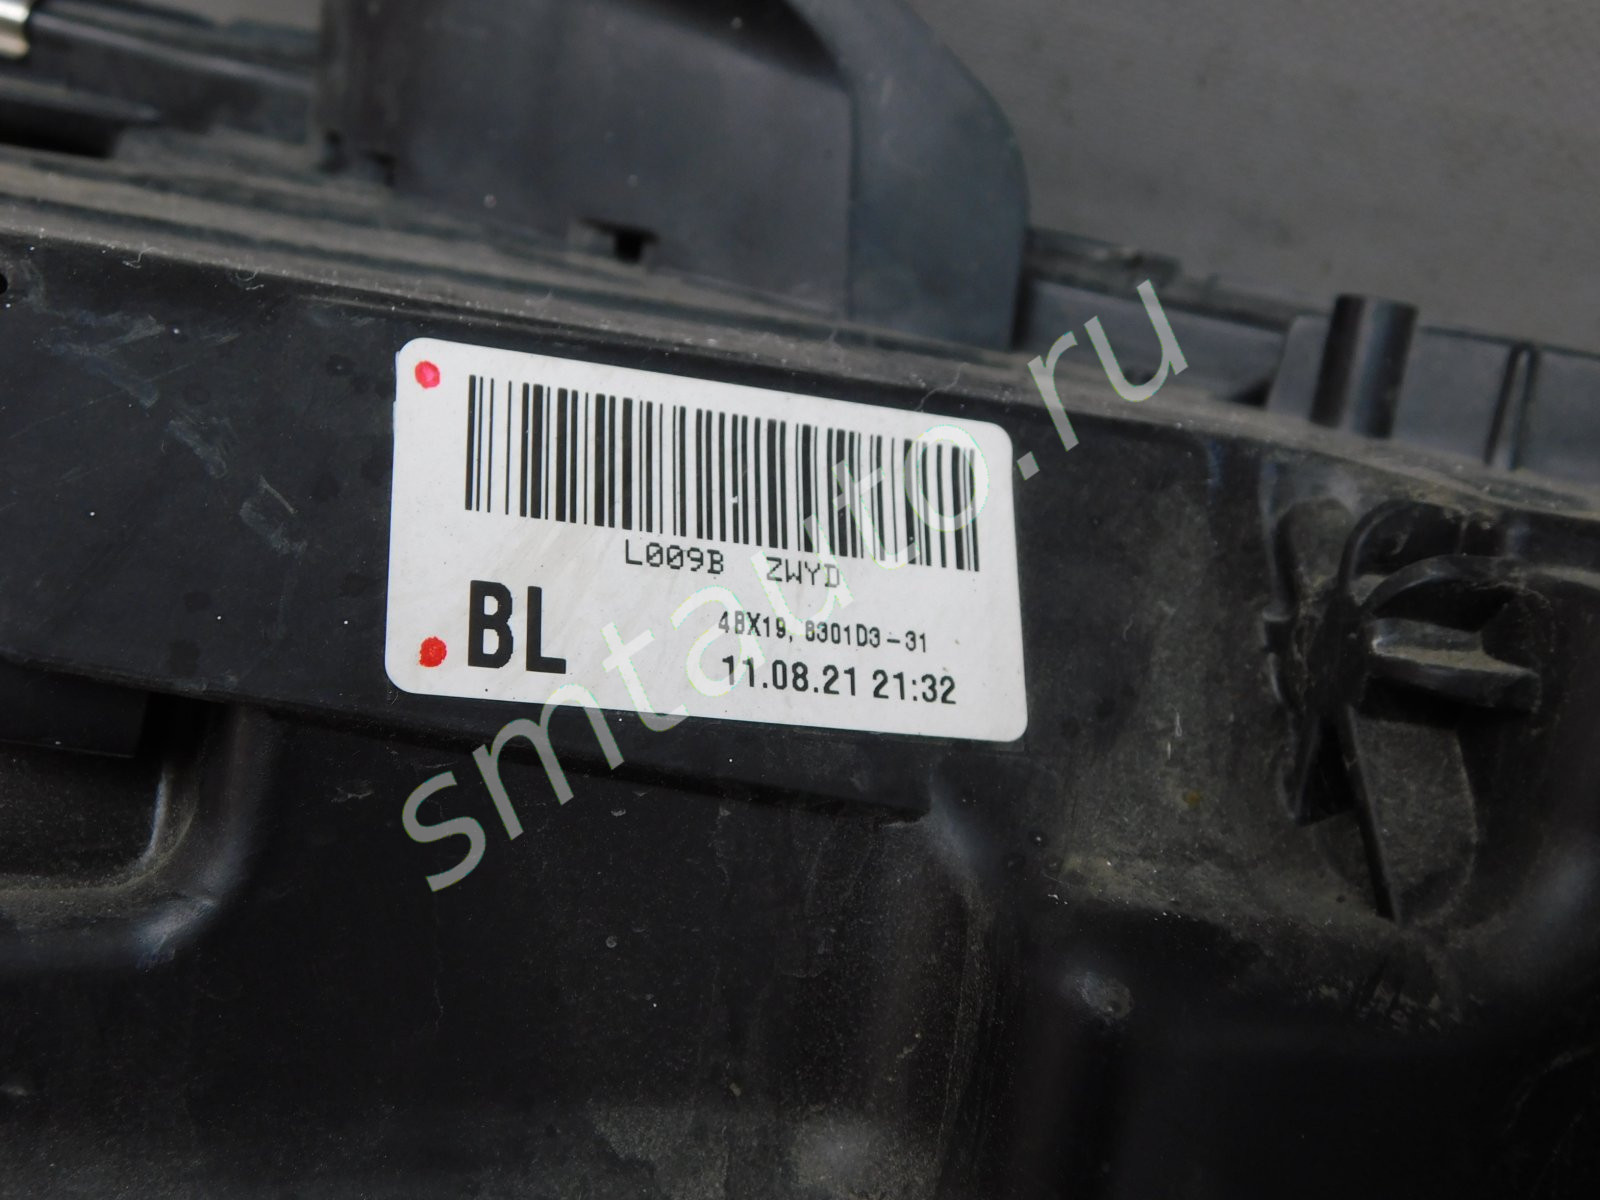 L009B ZWYD
BL
4BX19, 8301D3-31
11.08.21 21:32
smtauto.ru